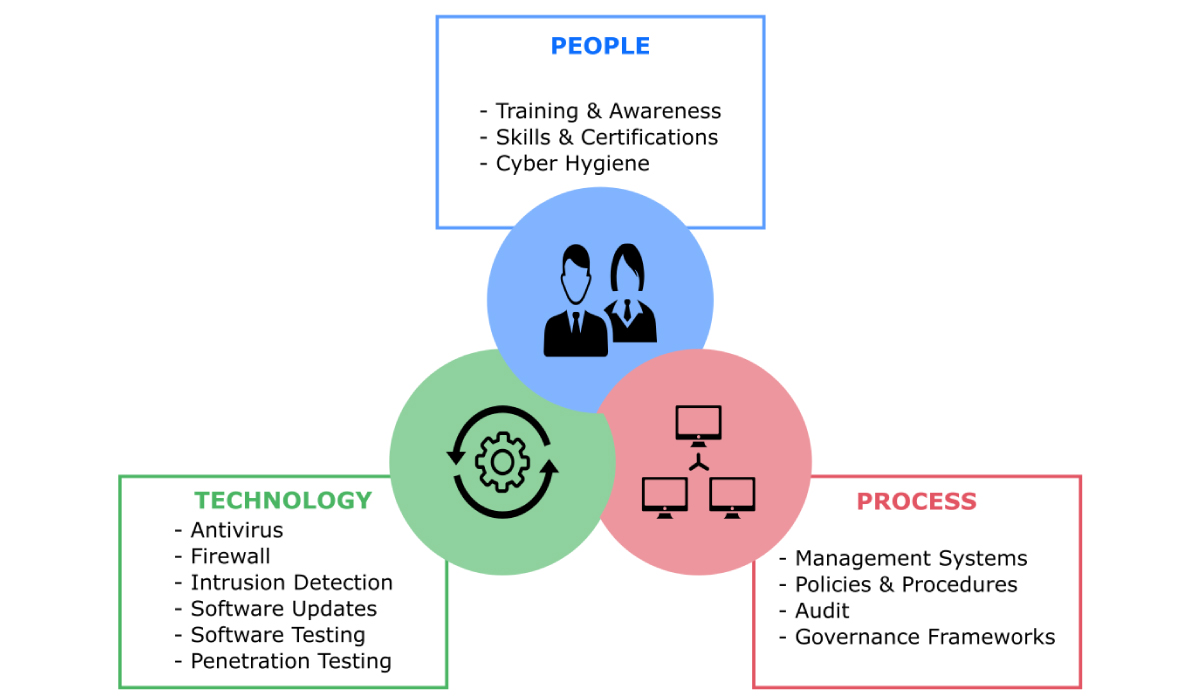 PEOPLE
- Training & Awareness
- Skills & Certifications
- Cyber Hygiene
TECHNOLOGY
- Antivirus
- Firewall
- Intrusion Detection
- Software Updates
- Software Testing
- Penetration Testing
PROCESS
- Management Systems
- Policies & Procedures
- Audit
- Governance Frameworks